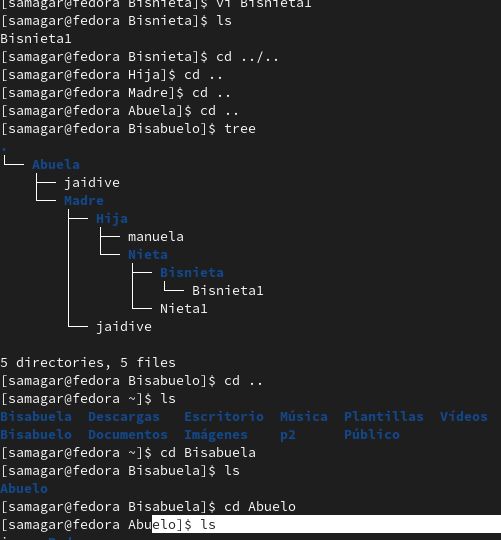 [samagar@fedora Bisnieta]$ vi Bisnieta1
[samagar@fedora Bisnieta]$ ls
Bisnieta1
[samagar@fedora Bisnieta]$ cd ../..
[samagar@fedora Hija]$ cd ..
[samagar@fedora Madre]$ cd ..
[samagar@fedora Abuela]$ cd ..
[samagar@fedora Bisabuelo]$ tree
.
└── Abuela
    ├── jaidive
    └── Madre
        ├── Hija
        │   ├── manuela
        │   └── Nieta
        │       ├── Bisnieta
        │       │   └── Bisnieta1
        │       └── Nieta1
        └── jaidive
5 directories, 5 files
[samagar@fedora Bisabuelo]$ cd ..
[samagar@fedora ~]$ ls
Bisabuela  Descargas   Escritorio  Música  Plantillas  Vídeos
Bisabuelo  Documentos  Imágenes    p2      Público
[samagar@fedora ~]$ cd Bisabuela
[samagar@fedora Bisabuela]$ ls
Abuelo
[samagar@fedora Bisabuela]$ cd Abuelo
[samagar@fedora Abuelo]$ ls